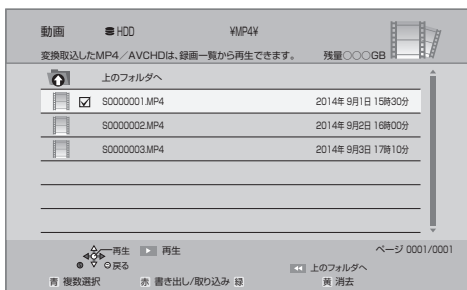 動画 HDD ¥MP4¥
変換取込したMP4/AVCHDは、録画一覧から再生できます。 残量○○○GB
上のフォルダへ
S0000001.MP4 2014年 9月1日 15時30分
S0000002.MP4 2014年 9月2日 16時00分
S0000003.MP4 2014年 9月3日 17時10分
再生 再生 ページ 0001/0001
戻る 上のフォルダへ
青 複数選択 赤 書き出し/取り込み 緑 黄 消去